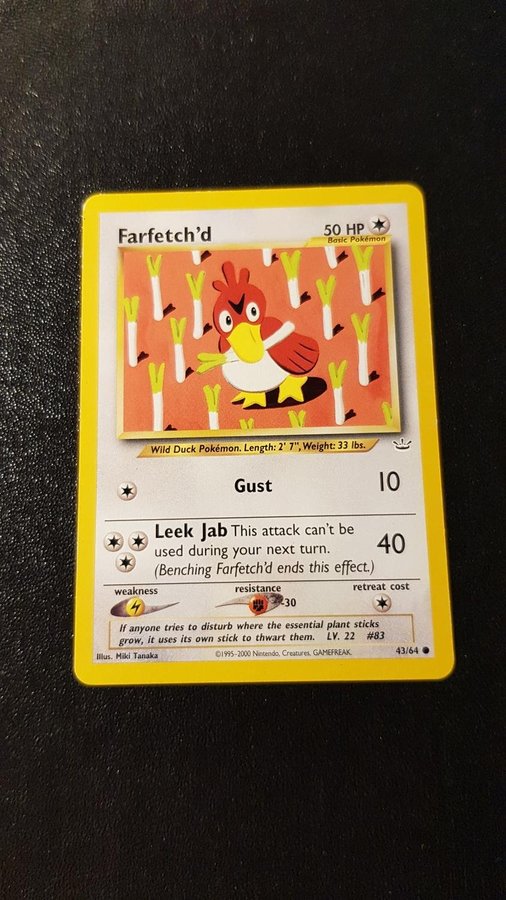 Farfetch'd
50 HP
Basic Pokémon
Wild Duck Pokémon. Length: 2' 7", Weight: 33 lbs.
Gust 10
Leek Jab This attack can't be
used during your next turn.
(Benching Farfetch'd ends this effect.)
40
weakness resistance retreat cost
-30
If anyone tries to disturb where the essential plant sticks
grow, it uses its own stick to thwart them. LV. 22 #83
Illus. Miki Tanaka ©1995-2000 Nintendo, Creatures, GAMEFREAK. 43/64